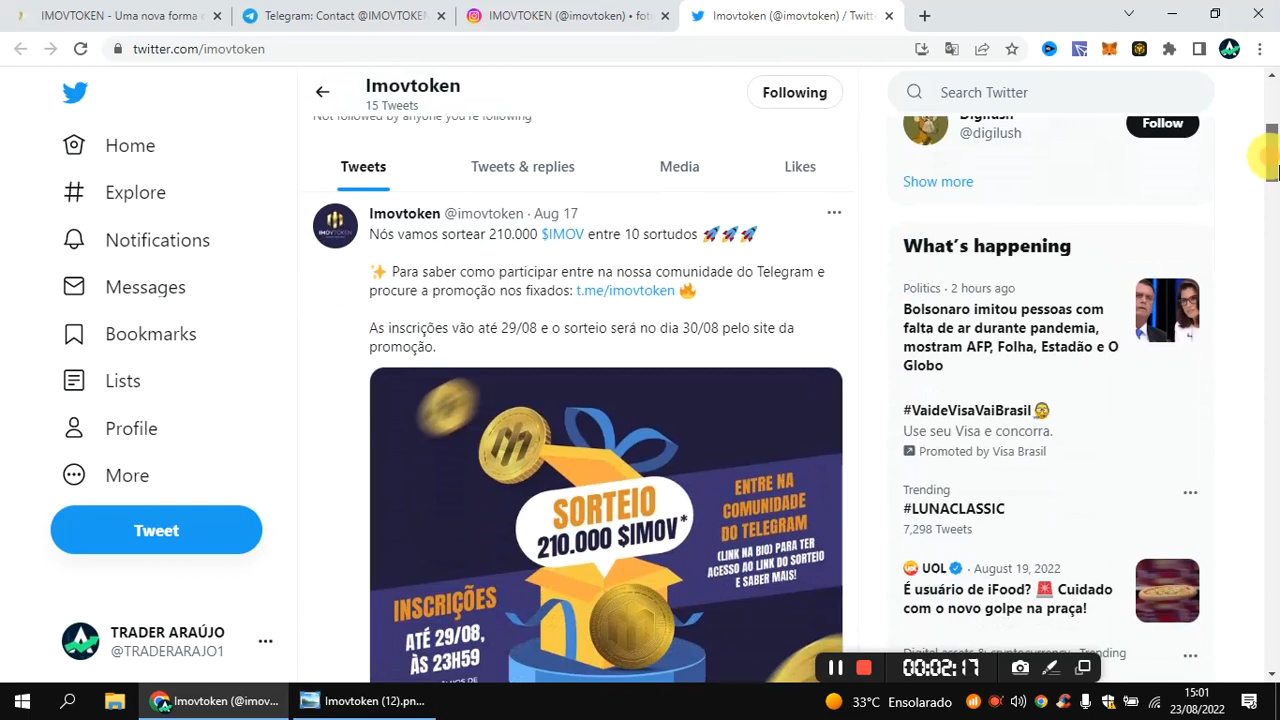 IMOVTOKEN - Uma nova forma d
Telegram: Contact @IMOVTOKEN
IMOVTOKEN (@imovtoken) • foto
Imovtoken (@imovtoken) / Twitte
twitter.com/imovtoken
Home
Explore
Notifications
Messages
Bookmarks
Lists
Profile
More
Tweet
TRADER ARAÚJO
@TRADERARAJO1
Imovtoken
15 Tweets
Following
Not followed by anyone you're following
Tweets
Tweets & replies
Media
Likes
Imovtoken @imovtoken · Aug 17
Nós vamos sortear 210.000 $IMOV entre 10 sortudos 🚀🚀🚀
✨ Para saber como participar entre na nossa comunidade do Telegram e
procure a promoção nos fixados: t.me/imovtoken 🔥
As inscrições vão até 29/08 e o sorteio será no dia 30/08 pelo site da
promoção.
SORTEIO
210.000 $IMOV*
ENTRE NA
COMUNIDADE
DO TELEGRAM
(LINK NA BIO) PARA TER
ACESSO AO LINK DO SORTEIO
E SABER MAIS!
INSCRIÇÕES
ATÉ 29/08,
ÀS 23H59
Search Twitter
Digilush
@digilush
Follow
Show more
What's happening
Politics · 2 hours ago
Bolsonaro imitou pessoas com
falta de ar durante pandemia,
mostram AFP, Folha, Estadão e O
Globo
#VaideVisaVaiBrasil
Use seu Visa e concorra.
Promoted by Visa Brasil
Trending
#LUNACLASSIC
7,298 Tweets
UOL · August 19, 2022
É usuário de iFood? 🚨 Cuidado
com o novo golpe na praça!
Digital assets & cryptocurrency · Trending
00:02:17
Imovtoken (@imov...
Imovtoken (12).pn...
33°C Ensolarado
15:01
23/08/2022